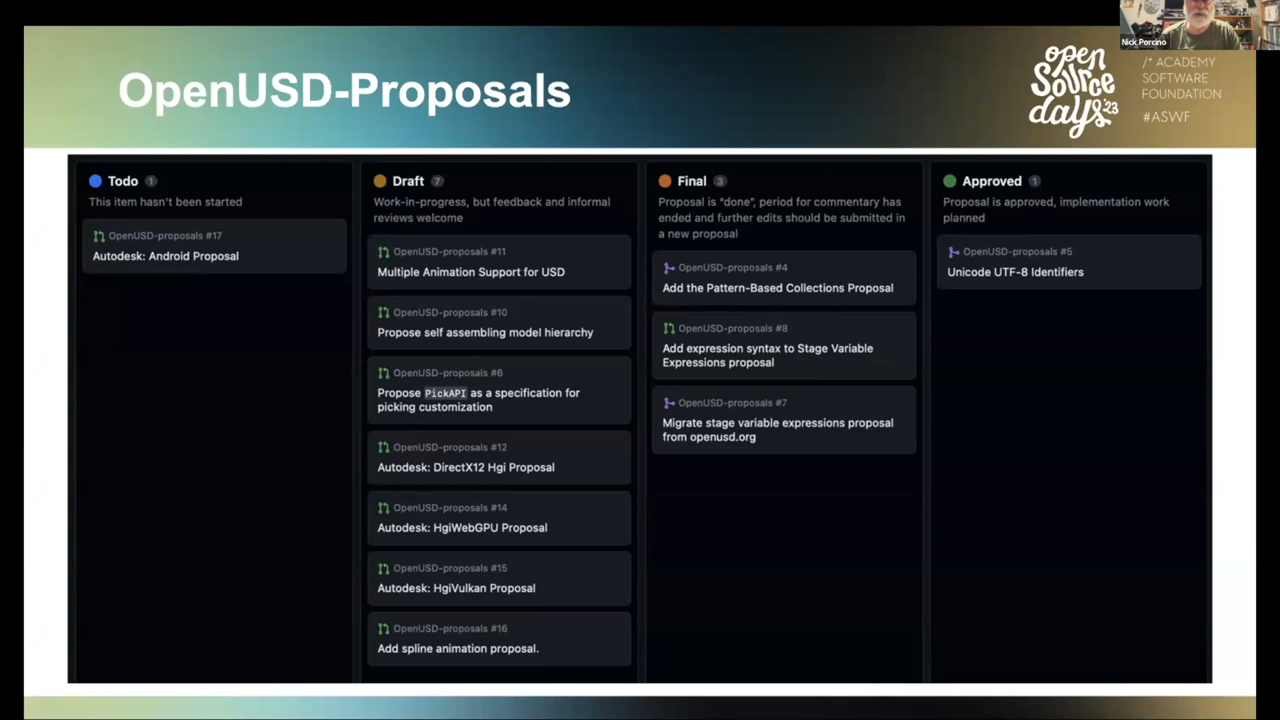 Nick Porcino
OpenUSD-Proposals
open
source
days '23
/* ACADEMY
SOFTWARE
FOUNDATION
#ASWF
Todo 1
This item hasn't been started
OpenUSD-proposals #17
Autodesk: Android Proposal
Draft 7
Work-in-progress, but feedback and informal
reviews welcome
OpenUSD-proposals #11
Multiple Animation Support for USD
OpenUSD-proposals #10
Propose self assembling model hierarchy
OpenUSD-proposals #6
Propose PickAPI as a specification for
picking customization
OpenUSD-proposals #12
Autodesk: DirectX12 Hgi Proposal
OpenUSD-proposals #14
Autodesk: HgiWebGPU Proposal
OpenUSD-proposals #15
Autodesk: HgiVulkan Proposal
OpenUSD-proposals #16
Add spline animation proposal.
Final 3
Proposal is “done”, period for commentary has
ended and further edits should be submitted in
a new proposal
OpenUSD-proposals #4
Add the Pattern-Based Collections Proposal
OpenUSD-proposals #8
Add expression syntax to Stage Variable
Expressions proposal
OpenUSD-proposals #7
Migrate stage variable expressions proposal
from openusd.org
Approved 1
Proposal is approved, implementation work
planned
OpenUSD-proposals #5
Unicode UTF-8 Identifiers